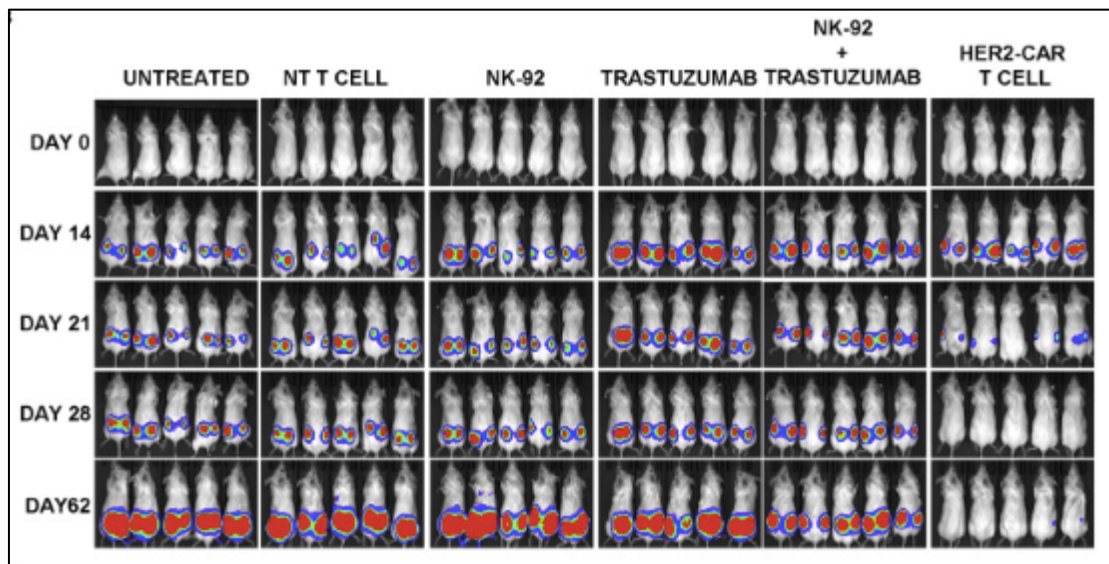 UNTREATED
NT T CELL
NK-92
TRASTUZUMAB
NK-92
+
TRASTUZUMAB
HER2-CAR
T CELL
DAY 0
DAY 14
DAY 21
DAY 28
DAY62